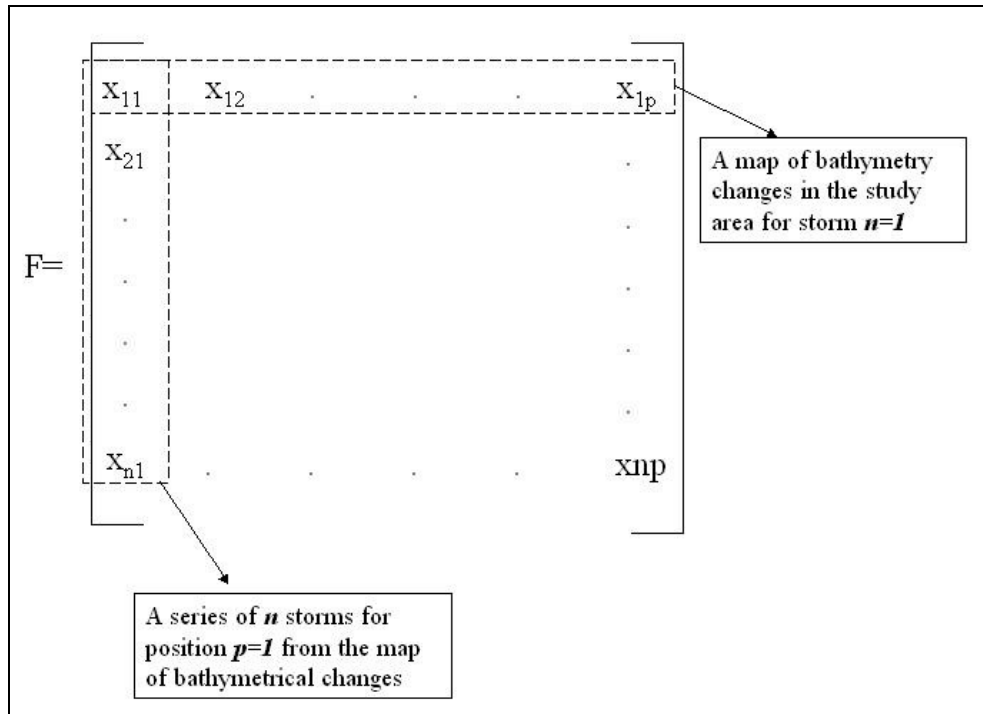 x₁₁ x₁₂ . . . x₁ₚ
x₂₁ .
. .
F=
. .
. .
. .
xₙ₁ . . . . xnp
A map of bathymetry
changes in the study
area for storm n=1
A series of n storms for
position p=1 from the map
of bathymetrical changes